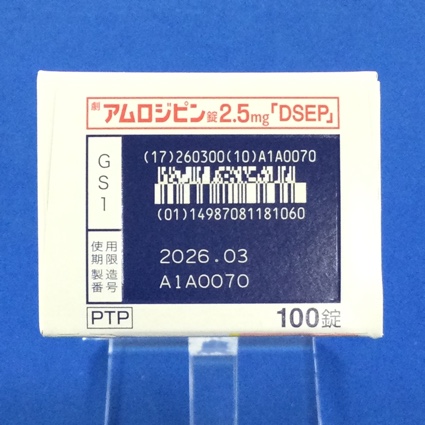 劇 アムロジピン錠2.5mg「DSEP」
GS1
(17)260300(10)A1A0070
(01)14987081181060
使用期限 2026.03
製造番号 A1A0070
PTP 100錠